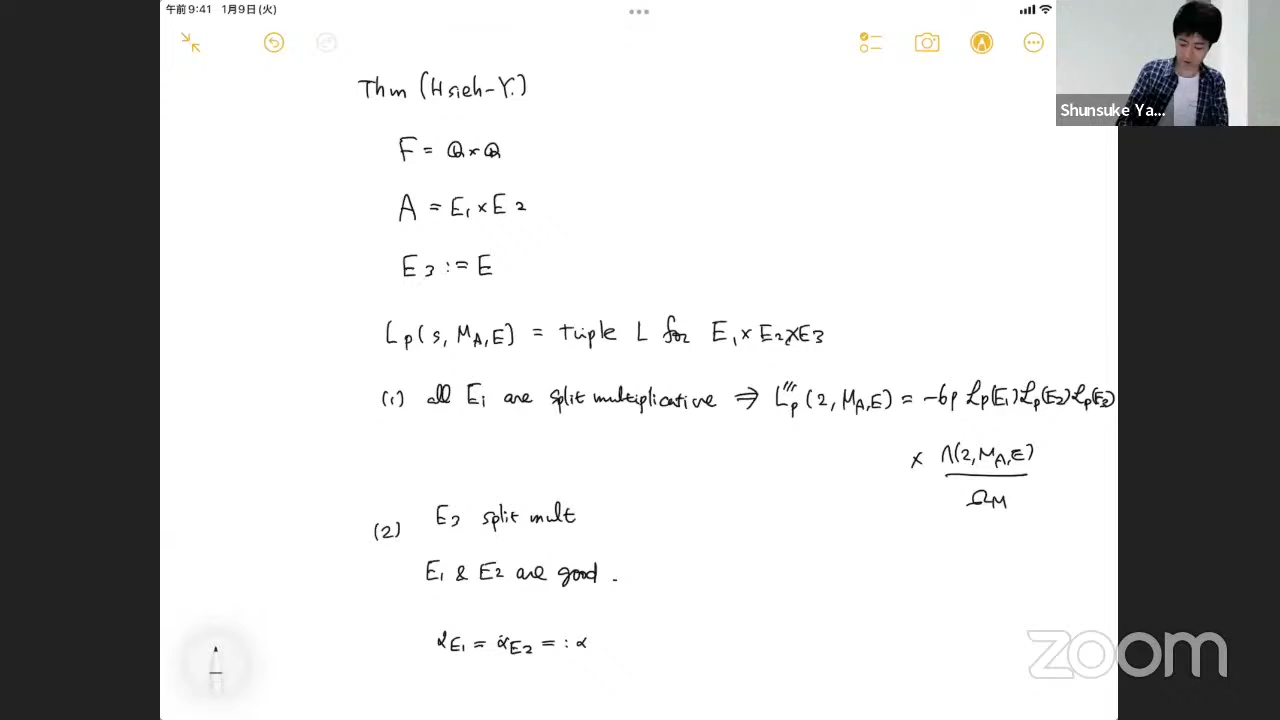 午前9:41 1月9日(火)
Shunsuke Ya...
Thm (Hsieh-Y.)
F = Q × Q
A = E₁ × E₂
E₃ := E
Lp(s, M_{A,E}) = triple L for E₁ × E₂ × E₃
(1) all Eᵢ are split multiplicative ⇒ L‴p(2, M_{A,E}) = -6p ℒp(E₁) ℒp(E₂) ℒp(E₃)
× Λ(2, M_{A,E}) / Ω_M
(2) E₃ split mult
E₁ & E₂ are good.
α_{E₁} = α_{E₂} =: α
zoom